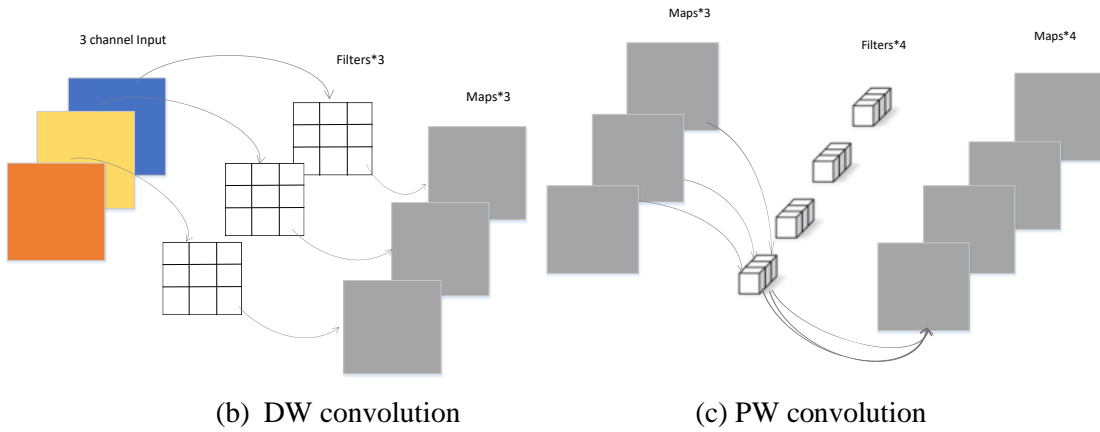 3 channel Input
Filters*3
Maps*3
(b) DW convolution
Maps*3
Filters*4
Maps*4
(c) PW convolution